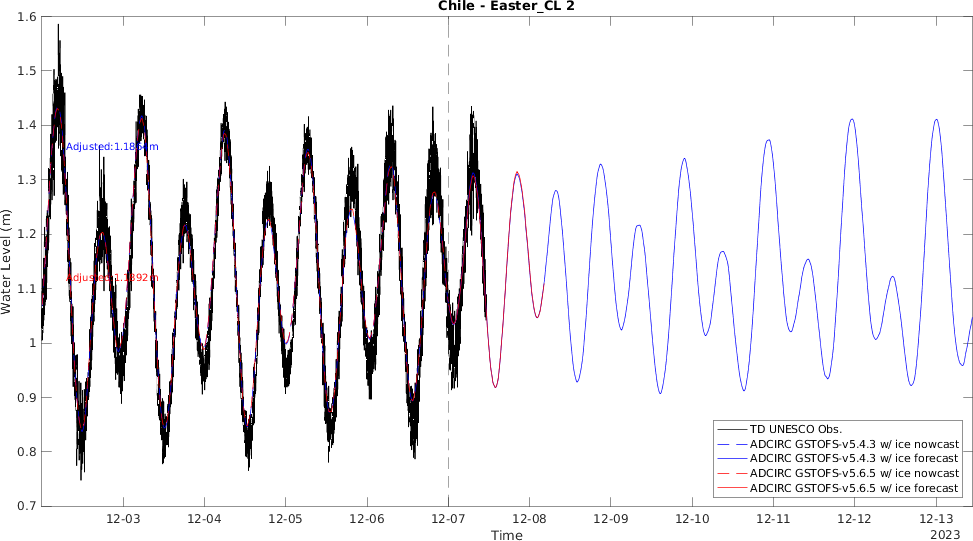 Chile - Easter_CL 2
1.6
1.5
1.4
1.3
1.2
1.1
1
0.9
0.8
0.7
Water Level (m)
Adjusted:
TD UNESCO Obs.
ADCIRC GSTOFS-v5.4.3 w/ ice nowcast
ADCIRC GSTOFS-v5.4.3 w/ ice forecast
ADCIRC GSTOFS-v5.6.5 w/ ice nowcast
ADCIRC GSTOFS-v5.6.5 w/ ice forecast
12-03 12-04 12-05 12-06 12-07 12-08 12-09 12-10 12-11 12-12 12-13
Time
2023